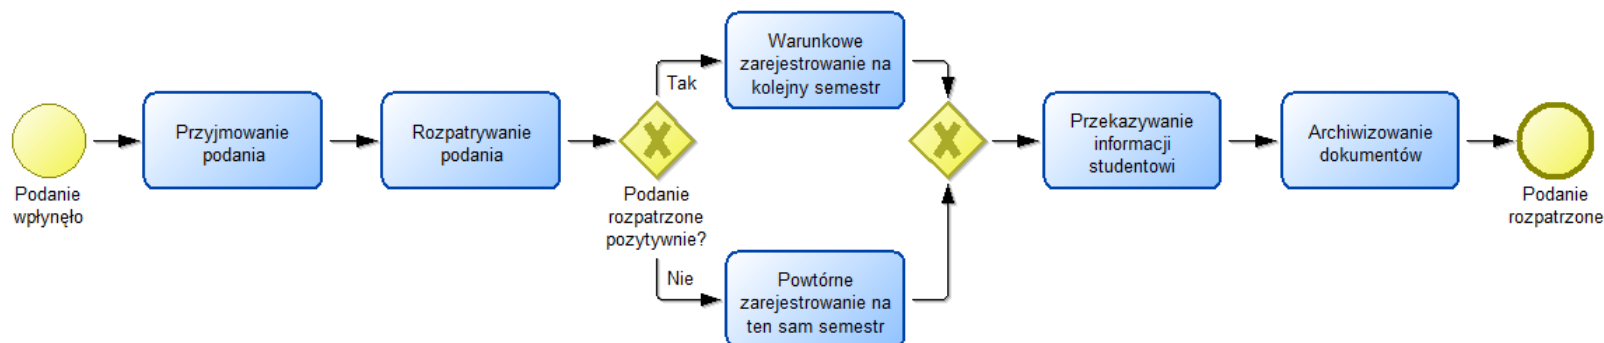 Podanie
wpłynęło
Przyjmowanie
podania
Rozpatrywanie
podania
Podanie
rozpatrzone
pozytywnie?
Tak
Warunkowe
zarejestrowanie na
kolejny semestr
Nie
Powtórne
zarejestrowanie na
ten sam semestr
Przekazywanie
informacji
studentowi
Archiwizowanie
dokumentów
Podanie
rozpatrzone